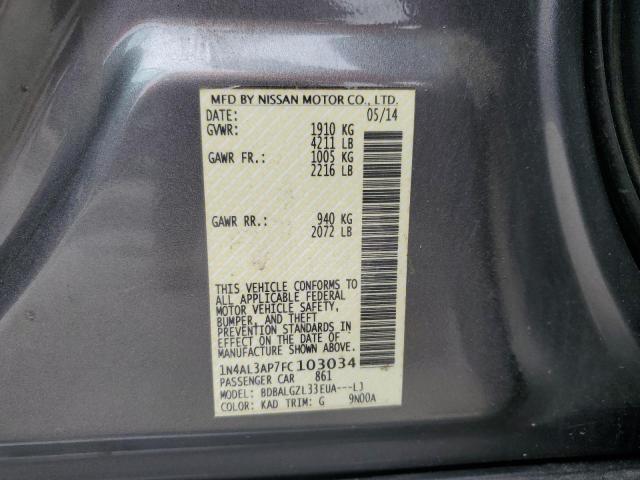 MFD BY NISSAN MOTOR CO., LTD.
DATE: 05/14
GVWR: 1910 KG
4211 LB
GAWR FR.: 1005 KG
2216 LB
GAWR RR.: 940 KG
2072 LB
THIS VEHICLE CONFORMS TO
ALL APPLICABLE FEDERAL
MOTOR VEHICLE SAFETY,
BUMPER, AND THEFT
PREVENTION STANDARDS IN
EFFECT ON THE DATE OF
MANUFACTURE SHOWN ABOVE.
1N4AL3AP7FC103034
PASSENGER CAR 861
MODEL: BDBALGZL33EUA---LJ
COLOR: KAD TRIM: G 9N00A